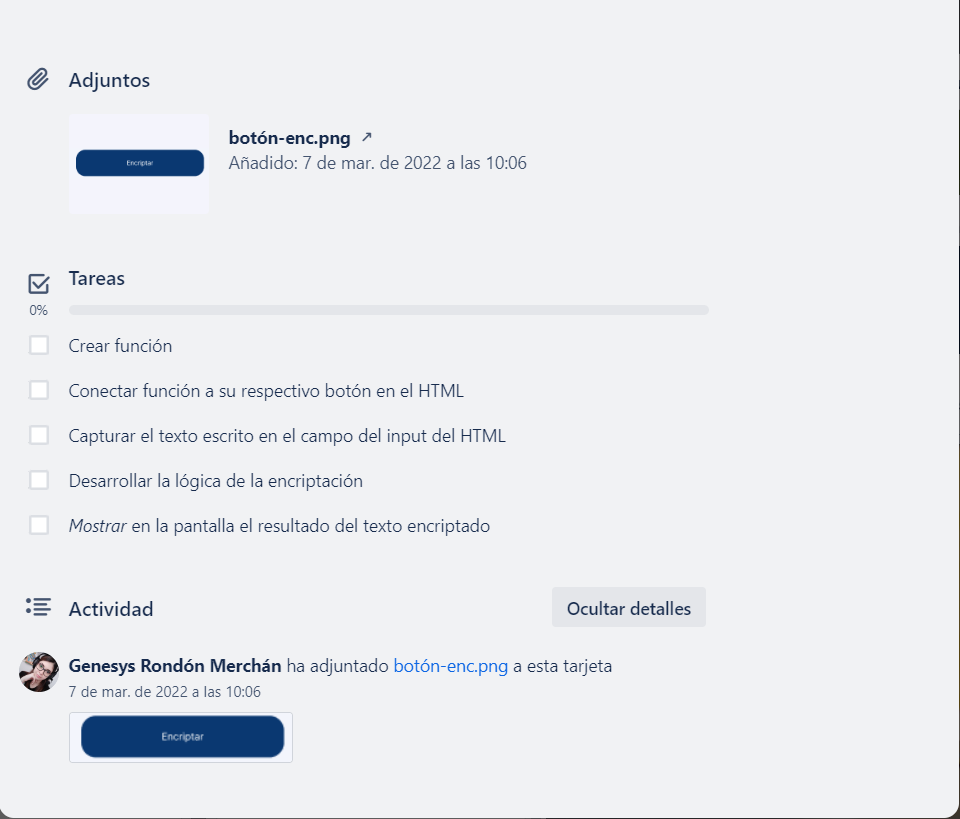 Adjuntos
Encriptar
botón-enc.png
Añadido: 7 de mar. de 2022 a las 10:06
Tareas
0%
Crear función
Conectar función a su respectivo botón en el HTML
Capturar el texto escrito en el campo del input del HTML
Desarrollar la lógica de la encriptación
Mostrar en la pantalla el resultado del texto encriptado
Actividad
Ocultar detalles
Genesys Rondón Merchán ha adjuntado botón-enc.png a esta tarjeta
7 de mar. de 2022 a las 10:06
Encriptar